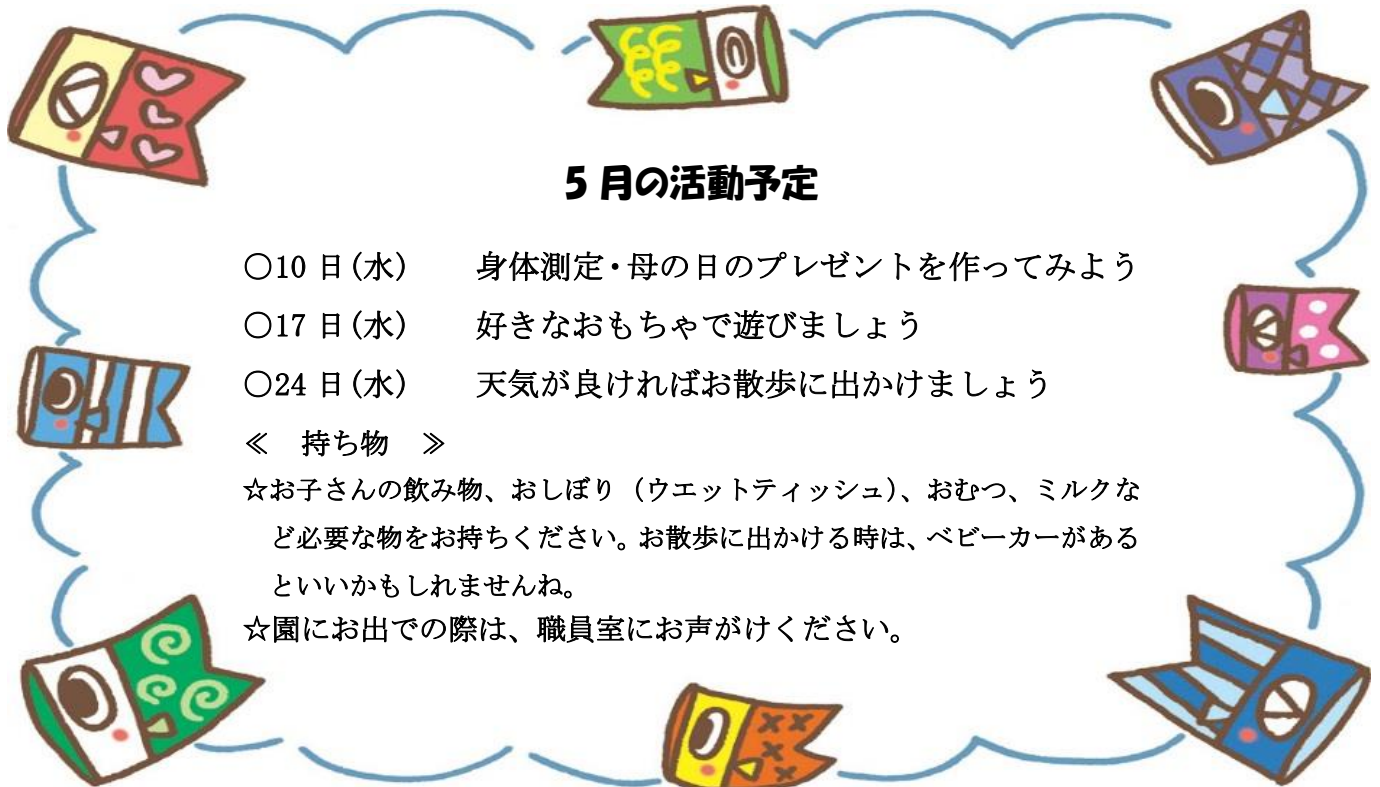 5月の活動予定
〇10日(水)　身体測定・母の日のプレゼントを作ってみよう
〇17日(水)　好きなおもちゃで遊びましょう
〇24日(水)　天気が良ければお散歩に出かけましょう
≪　持ち物　≫
☆お子さんの飲み物、おしぼり（ウエットティッシュ）、おむつ、ミルクな
ど必要な物をお持ちください。お散歩に出かける時は、ベビーカーがある
といいかもしれませんね。
☆園にお出での際は、職員室にお声がけください。